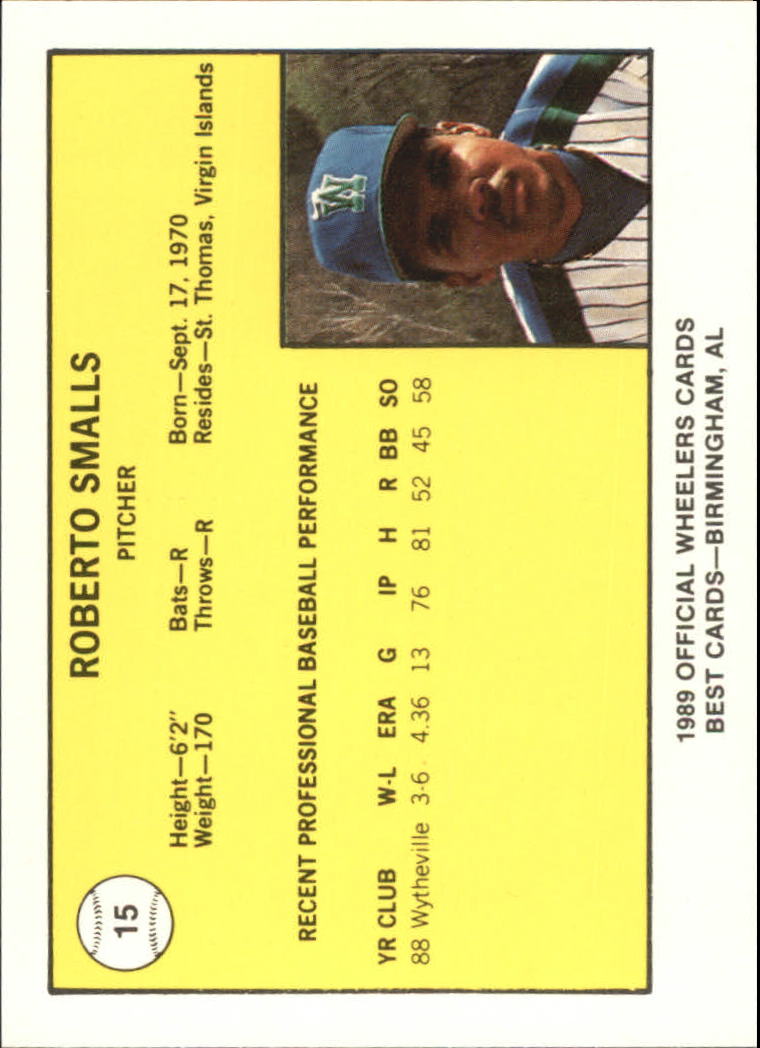 15
ROBERTO SMALLS
PITCHER
Height—6'2" Bats—R Born—Sept. 17, 1970
Weight—170 Throws—R Resides—St. Thomas, Virgin Islands
RECENT PROFESSIONAL BASEBALL PERFORMANCE
YR CLUB W-L ERA G IP H R BB SO
88 Wytheville 3-6 4.36 13 76 81 52 45 58
1989 OFFICIAL WHEELERS CARDS
BEST CARDS—BIRMINGHAM, AL